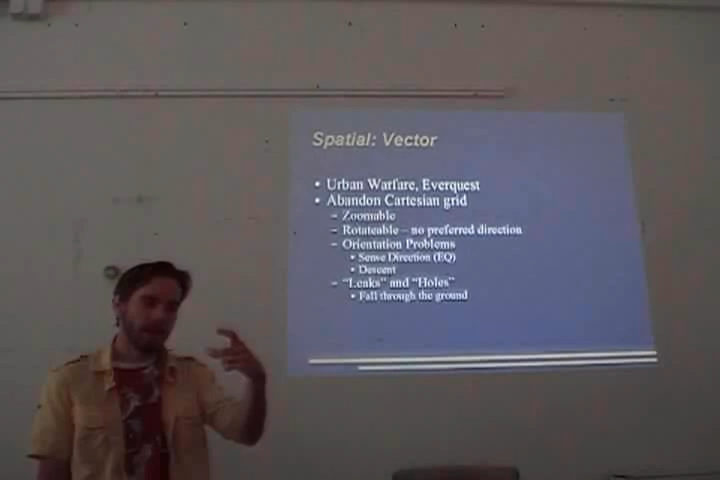 Spatial: Vector
• Urban Warfare, Everquest
• Abandon Cartesian grid
– Zoomable
– Rotateable – no preferred direction
– Orientation Problems
• Sense Direction (EQ)
• Descent
– "Leaks" and "Holes"
• Fall through the ground